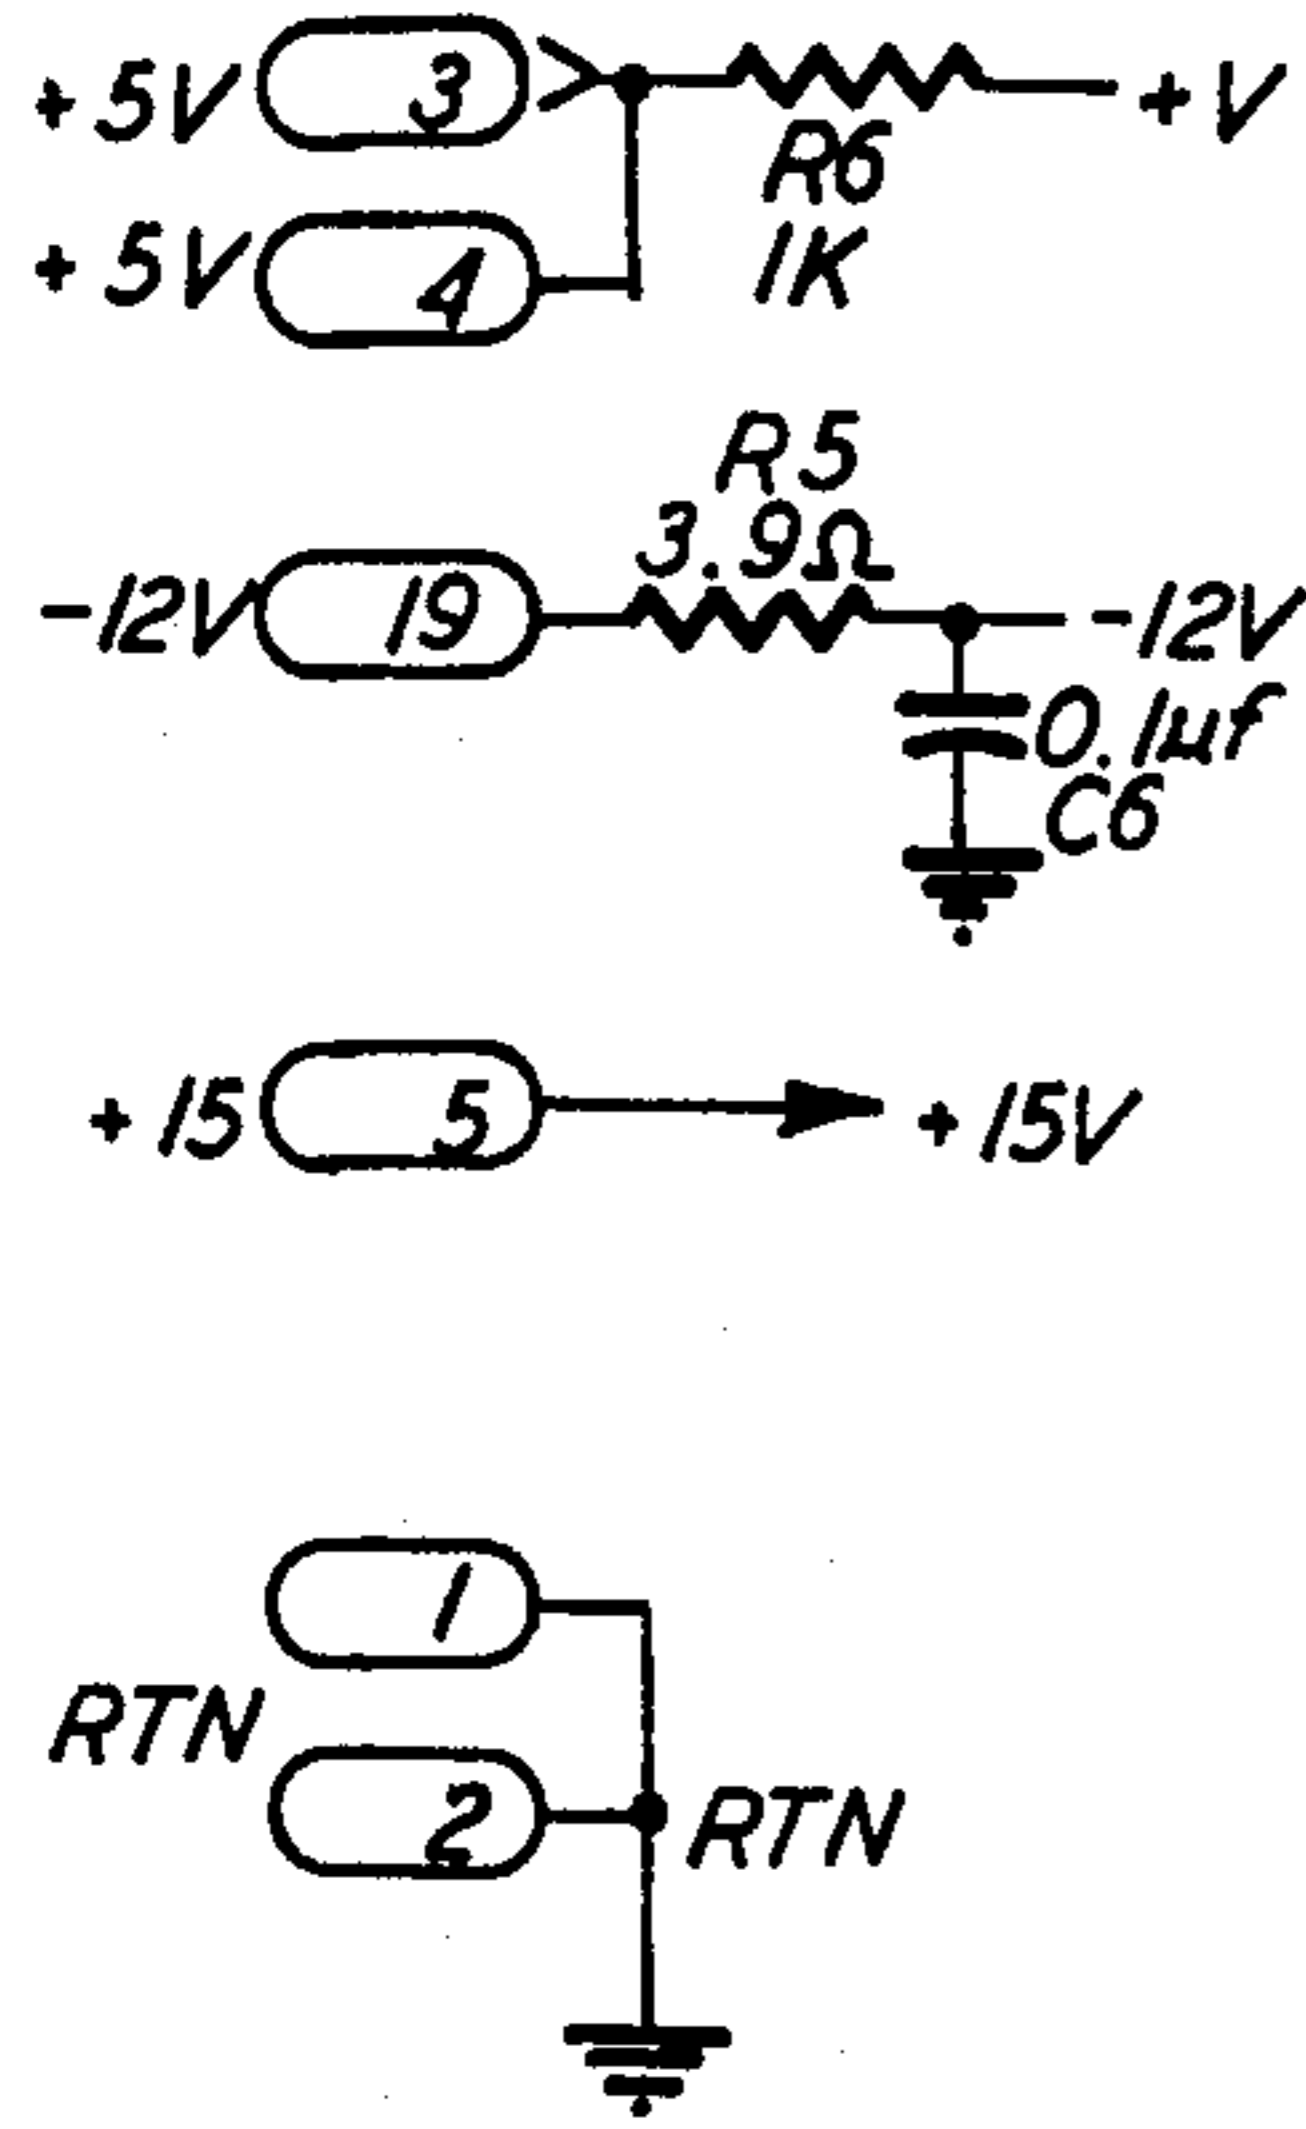 +5V 3 +V
R6
+5V 4 1K
R5
3.9Ω
-12V 19 -12V
0.1µf
C6
+15 5 +15V
1
RTN
2 RTN